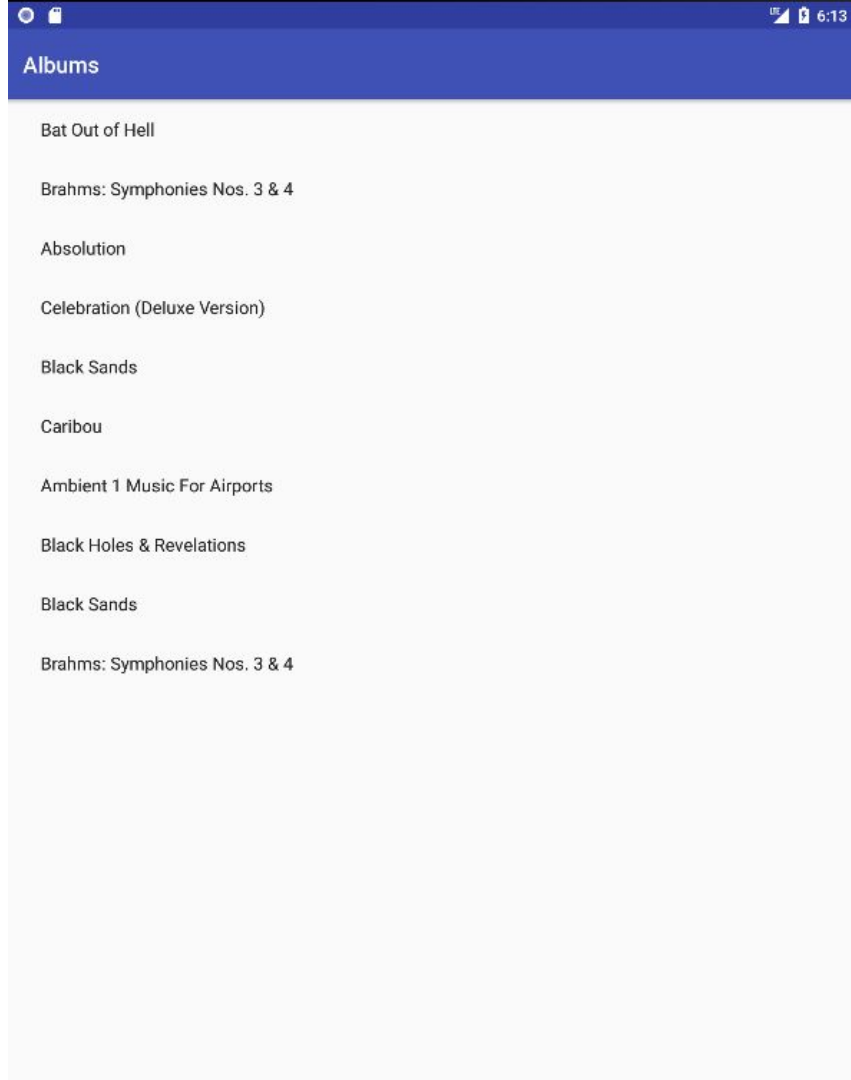 LTE 6:13
Albums
Bat Out of Hell
Brahms: Symphonies Nos. 3 & 4
Absolution
Celebration (Deluxe Version)
Black Sands
Caribou
Ambient 1 Music For Airports
Black Holes & Revelations
Black Sands
Brahms: Symphonies Nos. 3 & 4